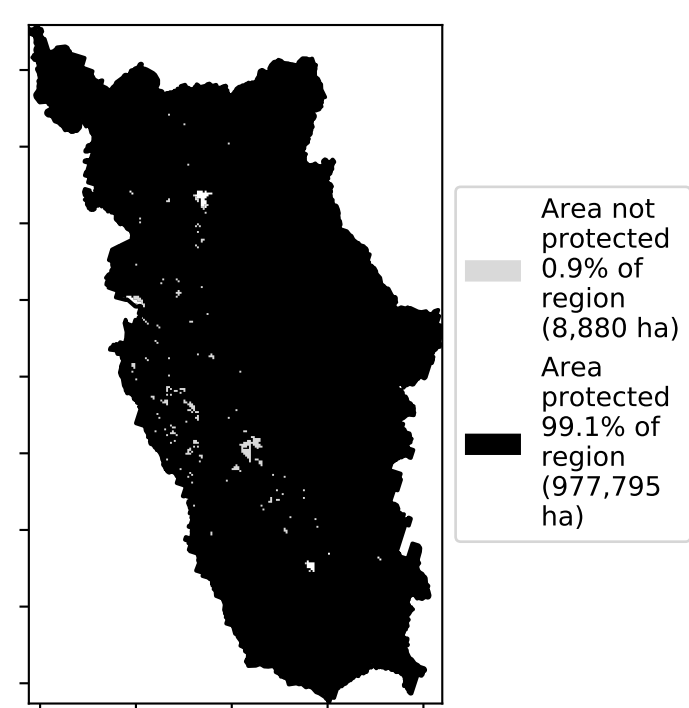 Area not
protected
0.9% of
region
(8,880 ha)
Area
protected
99.1% of
region
(977,795
ha)